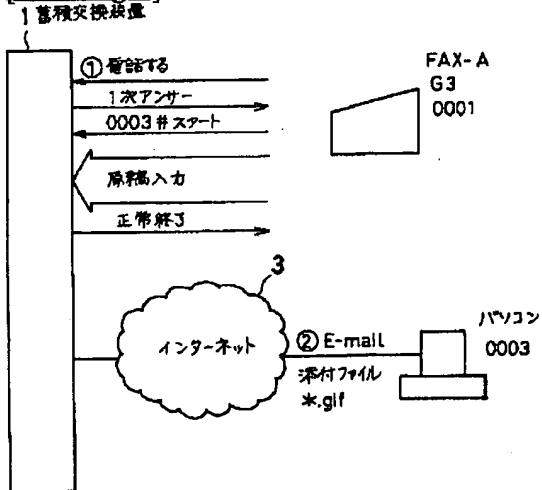 1 蓄積交換装置
①電話する
1次アンサー
0003#スタート
原稿入力
正常終了
FAX-A
G3
0001
3
インターネット
②E-mail
添付ファイル
*.gif
パソコン
0003